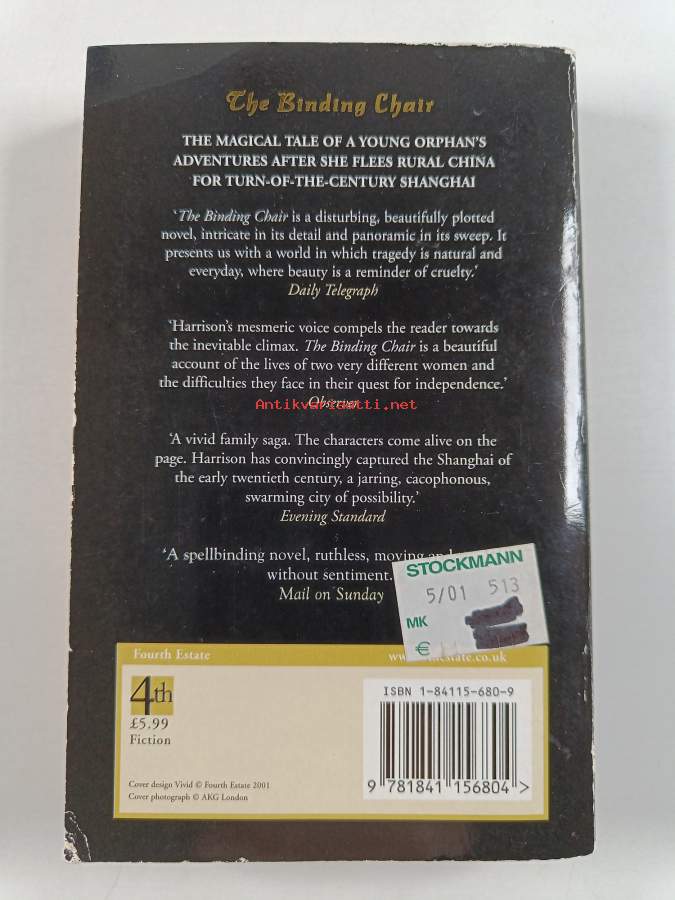 The Binding Chair
THE MAGICAL TALE OF A YOUNG ORPHAN'S
ADVENTURES AFTER SHE FLEES RURAL CHINA
FOR TURN-OF-THE-CENTURY SHANGHAI
‘The Binding Chair is a disturbing, beautifully plotted
novel, intricate in its detail and panoramic in its sweep. It
presents us with a world in which tragedy is natural and
everyday, where beauty is a reminder of cruelty.’
Daily Telegraph
‘Harrison's mesmeric voice compels the reader towards
the inevitable climax. The Binding Chair is a beautiful
account of the lives of two very different women and
the difficulties they face in their quest for independence.’
Observer
Antikvariaatti.net
‘A vivid family saga. The characters come alive on the
page. Harrison has convincingly captured the Shanghai of
the early twentieth century, a jarring, cacophonous,
swarming city of possibility.’
Evening Standard
‘A spellbinding novel, ruthless, moving
without sentiment.
Mail on Sunday
STOCKMANN
5/01 513
MK
€
Fourth Estate
estate.co.uk
4th
£5.99
Fiction
ISBN 1-84115-680-9
9 781841 156804 >
Cover design Vivid © Fourth Estate 2001
Cover photograph © AKG London